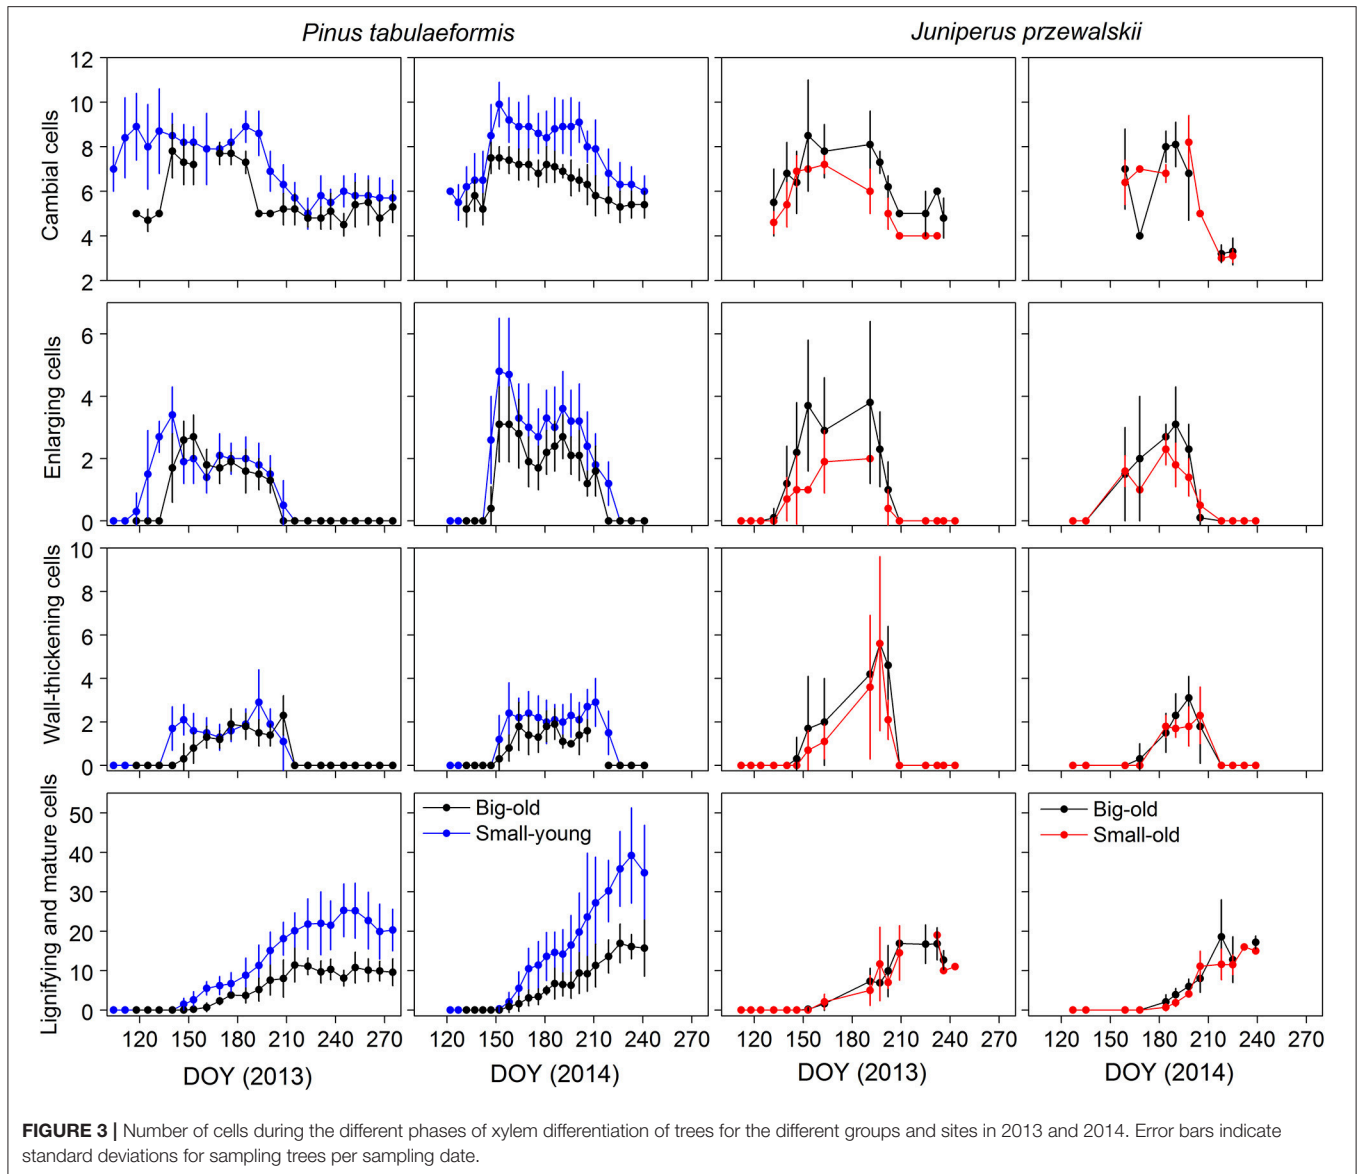 Pinus tabulaeformis
Juniperus przewalskii
Cambial cells
12
10
8
6
4
2
Enlarging cells
6
4
2
0
Wall-thickening cells
10
8
6
4
2
0
Lignifying and mature cells
50
40
30
20
10
0
Big-old
Small-young
Big-old
Small-old
120 150 180 210 240 270
120 150 180 210 240 270
120 150 180 210 240 270
120 150 180 210 240 270
DOY (2013)
DOY (2014)
DOY (2013)
DOY (2014)
FIGURE 3 | Number of cells during the different phases of xylem differentiation of trees for the different groups and sites in 2013 and 2014. Error bars indicate
standard deviations for sampling trees per sampling date.